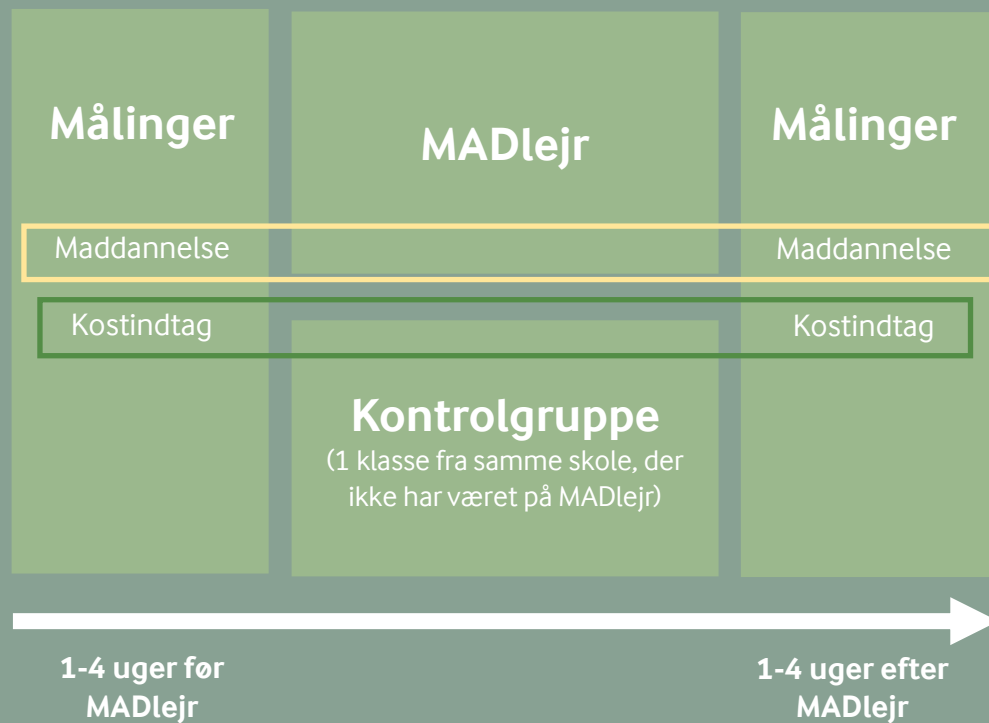 Målinger
Maddannelse
Kostindtag
MADlejr
Kontrolgruppe
(1 klasse fra samme skole, der
ikke har været på MADlejr)
Målinger
Maddannelse
Kostindtag
1-4 uger før
MADlejr
1-4 uger efter
MADlejr